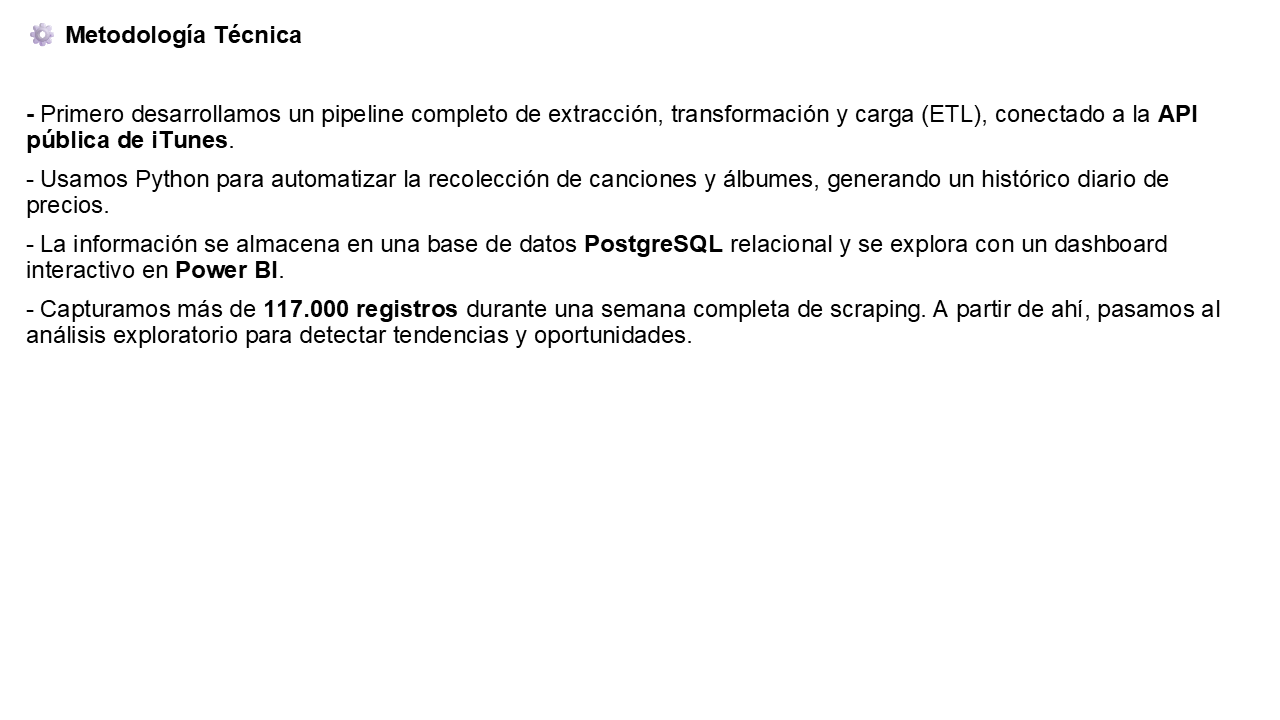 Metodología Técnica
- Primero desarrollamos un pipeline completo de extracción, transformación y carga (ETL), conectado a la API
pública de iTunes.
- Usamos Python para automatizar la recolección de canciones y álbumes, generando un histórico diario de
precios.
- La información se almacena en una base de datos PostgreSQL relacional y se explora con un dashboard
interactivo en Power BI.
- Capturamos más de 117.000 registros durante una semana completa de scraping. A partir de ahí, pasamos al
análisis exploratorio para detectar tendencias y oportunidades.